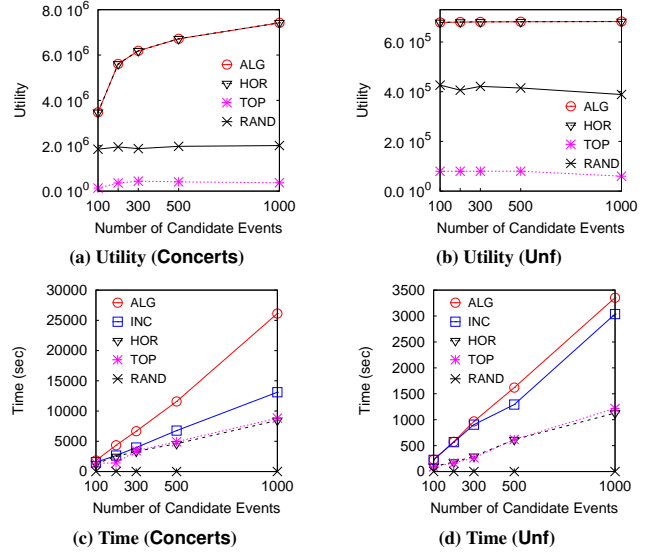 8.0 10^6
6.0 10^6
4.0 10^6
2.0 10^6
0.0 10^0
Utility
ALG
HOR
TOP
RAND
100 300 500 1000
Number of Candidate Events
(a) Utility (Concerts)
6.0 10^5
4.0 10^5
2.0 10^5
0.0 10^0
Utility
ALG
HOR
TOP
RAND
100 300 500 1000
Number of Candidate Events
(b) Utility (Unf)
30000
25000
20000
15000
10000
5000
0
Time (sec)
ALG
INC
HOR
TOP
RAND
100 300 500 1000
Number of Candidate Events
(c) Time (Concerts)
3500
3000
2500
2000
1500
1000
500
0
Time (sec)
ALG
INC
HOR
TOP
RAND
100 300 500 1000
Number of Candidate Events
(d) Time (Unf)